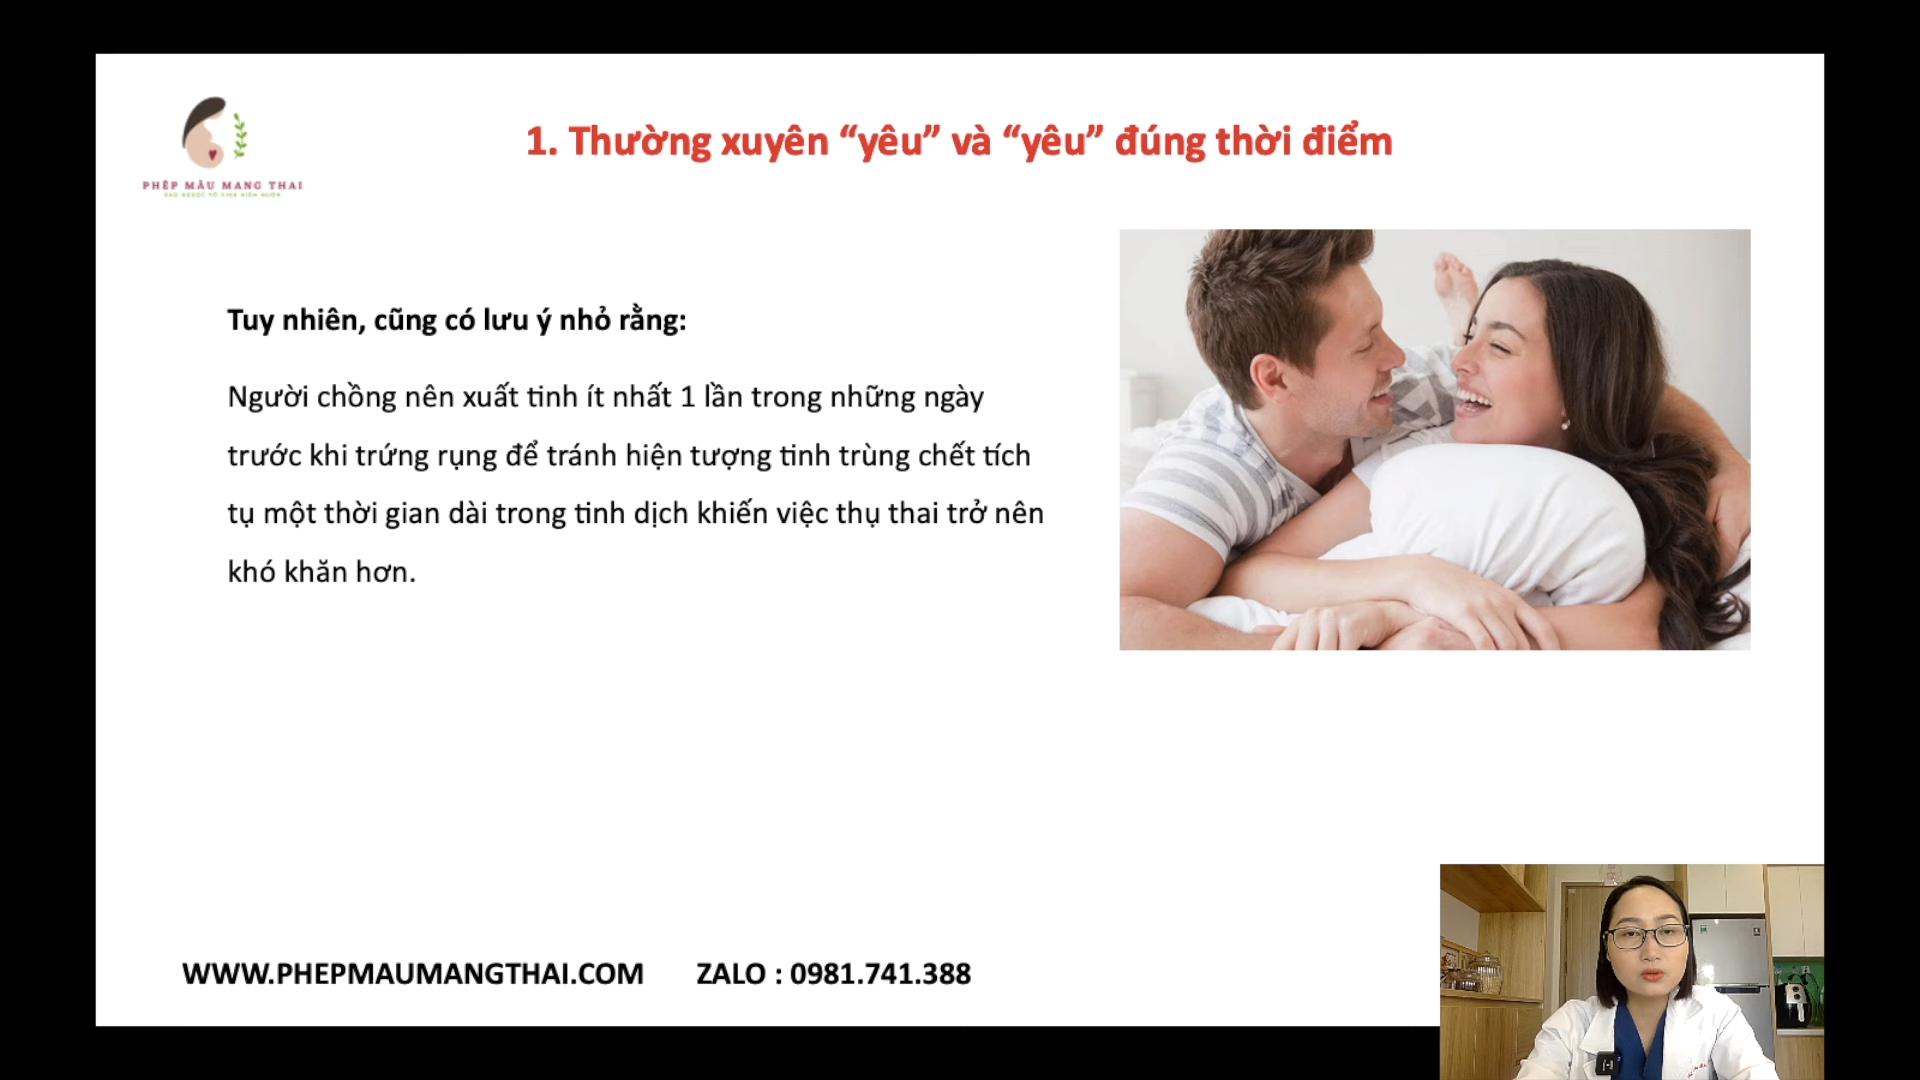 1. Thường xuyên “yêu” và “yêu” đúng thời điểm
PHÉP MẦU MANG THAI
Tuy nhiên, cũng có lưu ý nhỏ rằng:
Người chồng nên xuất tinh ít nhất 1 lần trong những ngày
trước khi trứng rụng để tránh hiện tượng tinh trùng chết tích
tụ một thời gian dài trong tinh dịch khiến việc thụ thai trở nên
khó khăn hơn.
WWW.PHEPMAUMANGTHAI.COM ZALO : 0981.741.388